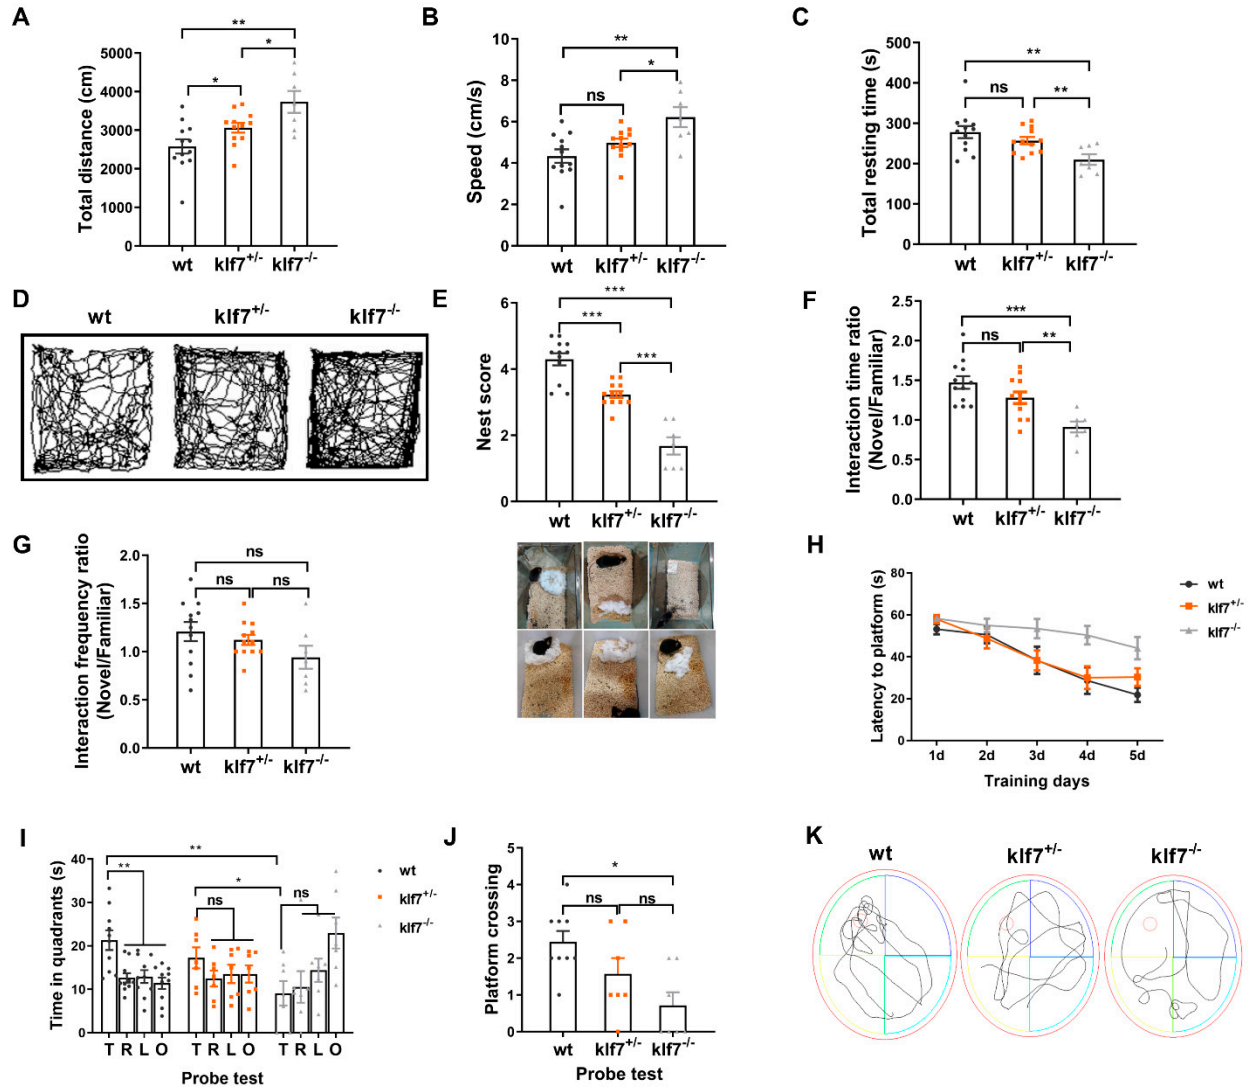 A
Total distance (cm)
5000
4000
3000
2000
1000
0
**
*
*
wt
klf7+/-
klf7-/-
B
Speed (cm/s)
10
8
6
4
2
0
**
*
ns
wt
klf7+/-
klf7-/-
C
Total resting time (s)
500
400
300
200
100
0
**
ns
**
wt
klf7+/-
klf7-/-
D
wt
klf7+/-
klf7-/-
E
Nest score
6
4
2
0
***
***
***
wt
klf7+/-
klf7-/-
F
Interaction time ratio
(Novel/Familiar)
2.5
2.0
1.5
1.0
0.5
0.0
***
ns
**
wt
klf7+/-
klf7-/-
G
Interaction frequency ratio
(Novel/Familiar)
2.0
1.5
1.0
0.5
0.0
ns
ns
ns
wt
klf7+/-
klf7-/-
H
Latency to platform (s)
80
60
40
20
0
1d 2d 3d 4d 5d
Training days
wt
klf7+/-
klf7-/-
I
Time in quadrants (s)
40
30
20
10
0
**
**
*
ns
ns
T R L O T R L O T R L O
Probe test
wt
klf7+/-
klf7-/-
J
Platform crossing
5
4
3
2
1
0
*
ns
ns
wt
klf7+/-
klf7-/-
Probe test
K
wt
klf7+/-
klf7-/-